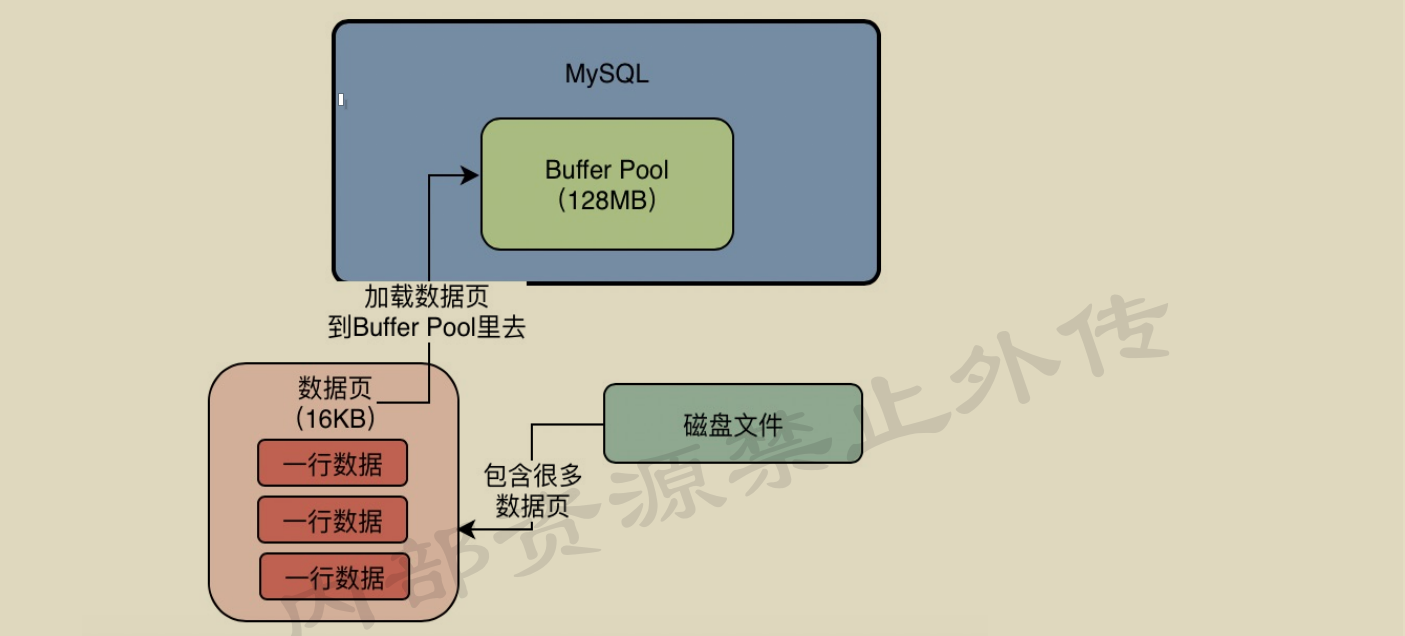 MySQL
Buffer Pool
（128MB）
加载数据页
到Buffer Pool里去
数据页
（16KB）
一行数据
一行数据
一行数据
磁盘文件
包含很多
数据页
内部资源禁止外传